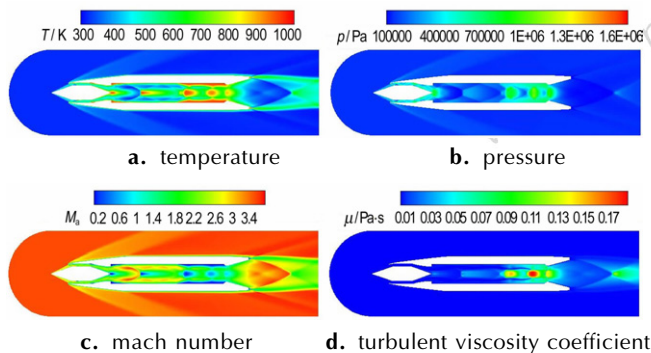 T/ K 300 400 500 600 700 800 900 1000
p/Pa 100000 400000 700000 1E+06 1.3E+06 1.6E+06
a. temperature
b. pressure
Ma 0.2 0.6 1 1.4 1.8 2.2 2.6 3 3.4
μ/Pa·s 0.01 0.03 0.05 0.07 0.09 0.11 0.13 0.15 0.17
c. mach number
d. turbulent viscosity coefficient